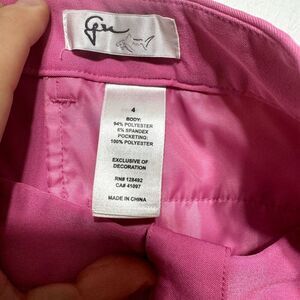 4
BODY:
94% POLYESTER
6% SPANDEX
POCKETING:
100% POLYESTER
EXCLUSIVE OF
DECORATION
RN# 128492
CA# 41097
MADE IN CHINA